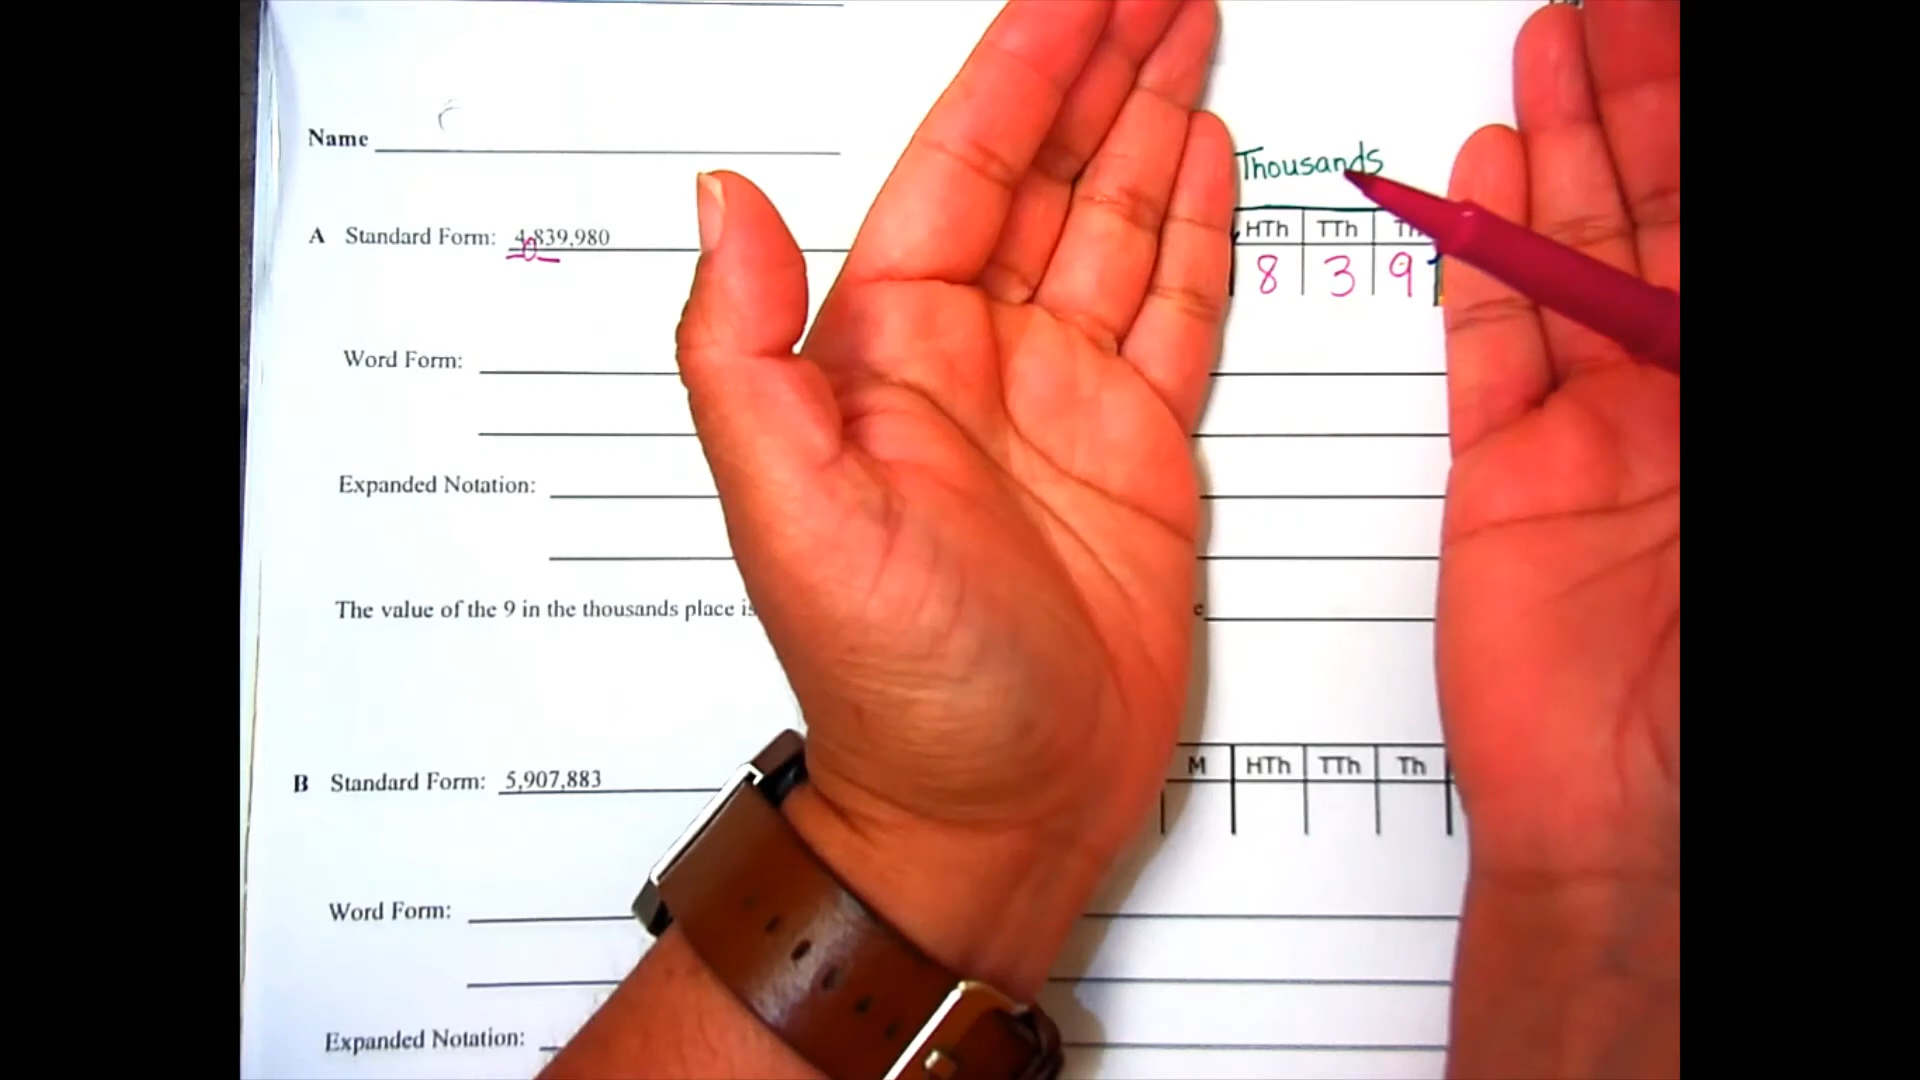 Name
Thousands
A Standard Form: 4,839,980
HTh TTh Th
8 3 9
Word Form:
Expanded Notation:
The value of the 9 in the thousands place is
B Standard Form: 5,907,883
M HTh TTh Th
Word Form:
Expanded Notation: